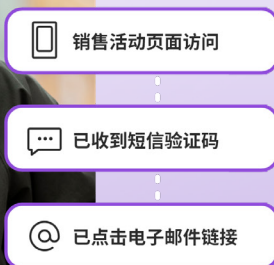 销售活动页面访问
已收到短信验证码
已点击电子邮件链接